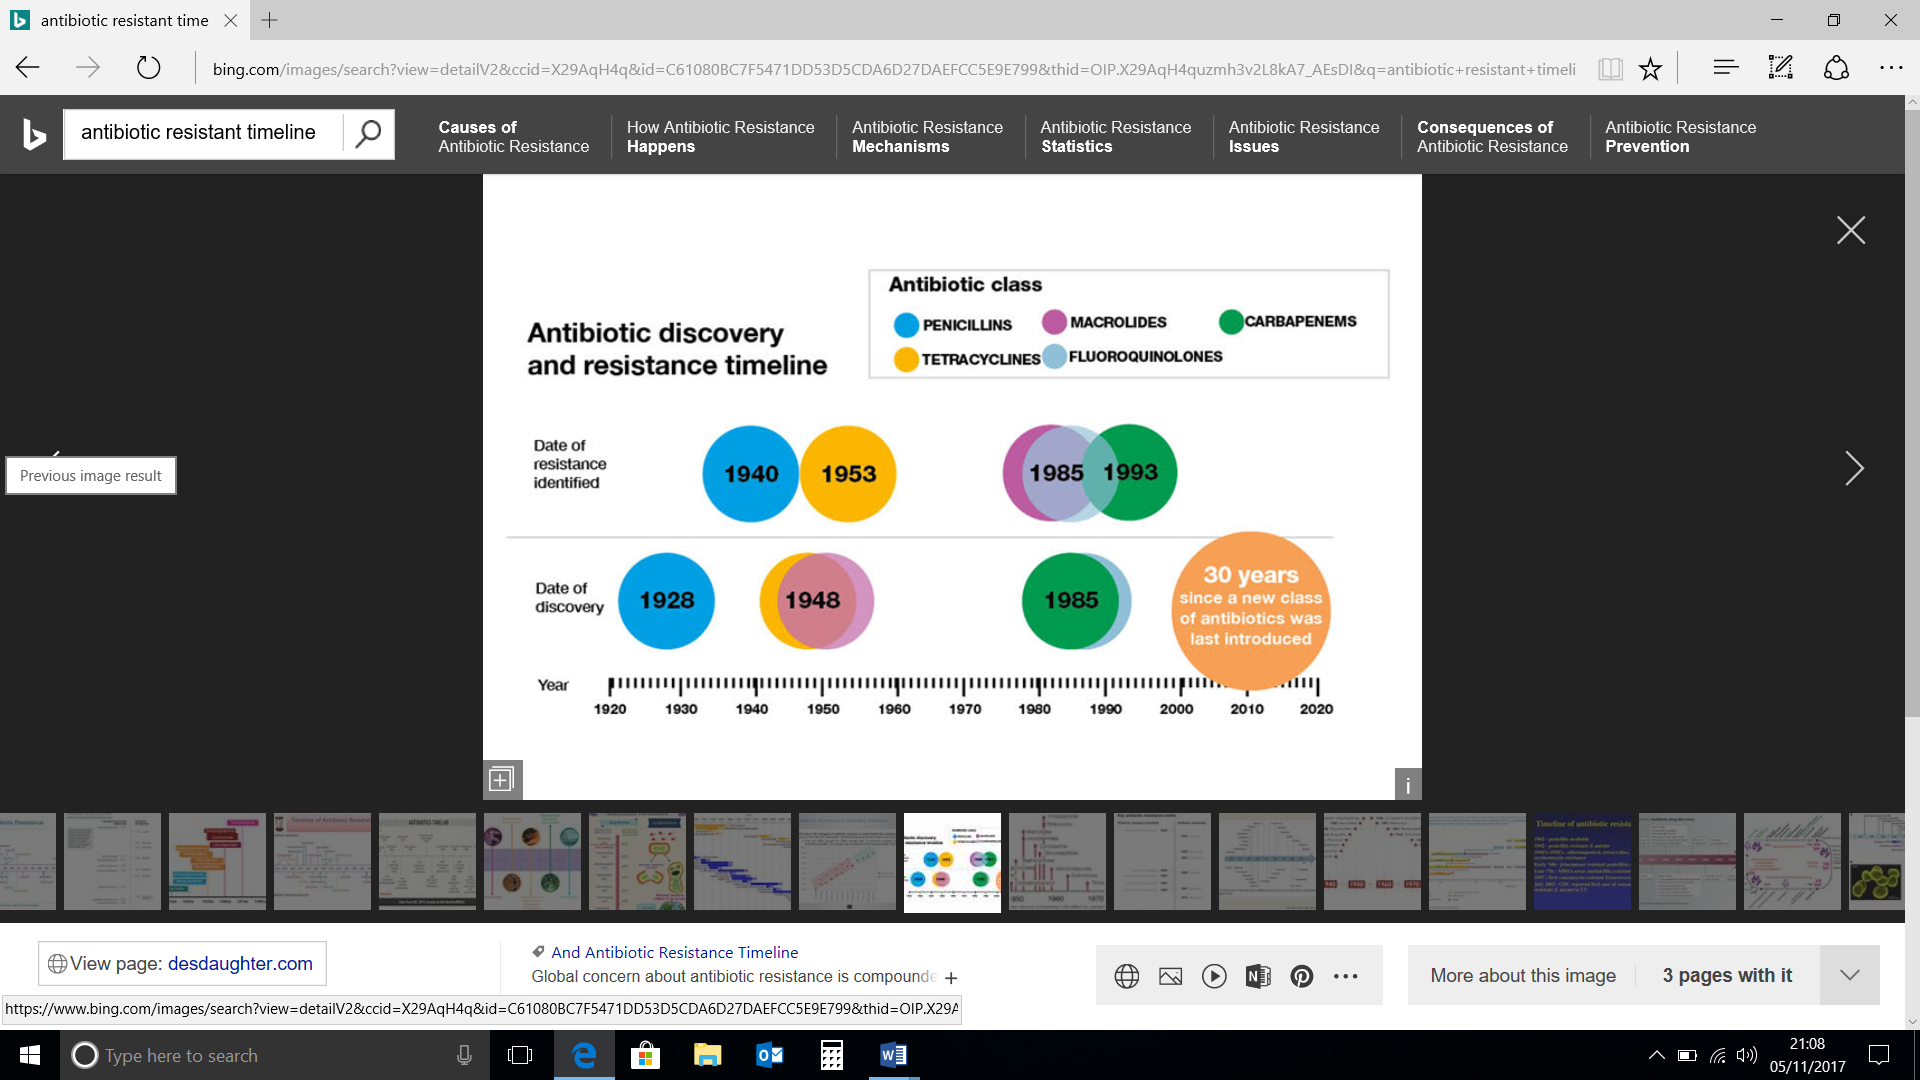 antibiotic resistant time
bing.com/images/search?view=detailV2&ccid=X29AqH4q&id=C61080BC7F5471DD53D5CDA6D27DAEFCC5E9E799&thid=OIP.X29AqH4quzmh3v2L8kA7_AEsDI&q=antibiotic+resistant+timeli
antibiotic resistant timeline
Causes of
Antibiotic Resistance
How Antibiotic Resistance
Happens
Antibiotic Resistance
Mechanisms
Antibiotic Resistance
Statistics
Antibiotic Resistance
Issues
Consequences of
Antibiotic Resistance
Antibiotic Resistance
Prevention
Previous image result
Antibiotic discovery
and resistance timeline
Antibiotic class
PENICILLINS
MACROLIDES
CARBAPENEMS
TETRACYCLINES
FLUOROQUINOLONES
Date of
resistance
identified
1940
1953
1985
1993
Date of
discovery
1928
1948
1985
30 years
since a new class
of antibiotics was
last introduced
Year
1920 1930 1940 1950 1960 1970 1980 1990 2000 2010 2020
View page: desdaughter.com
And Antibiotic Resistance Timeline
Global concern about antibiotic resistance is compounde
More about this image
3 pages with it
https://www.bing.com/images/search?view=detailV2&ccid=X29AqH4q&id=C61080BC7F5471DD53D5CDA6D27DAEFCC5E9E799&thid=OIP.X29A
Type here to search
21:08
05/11/2017